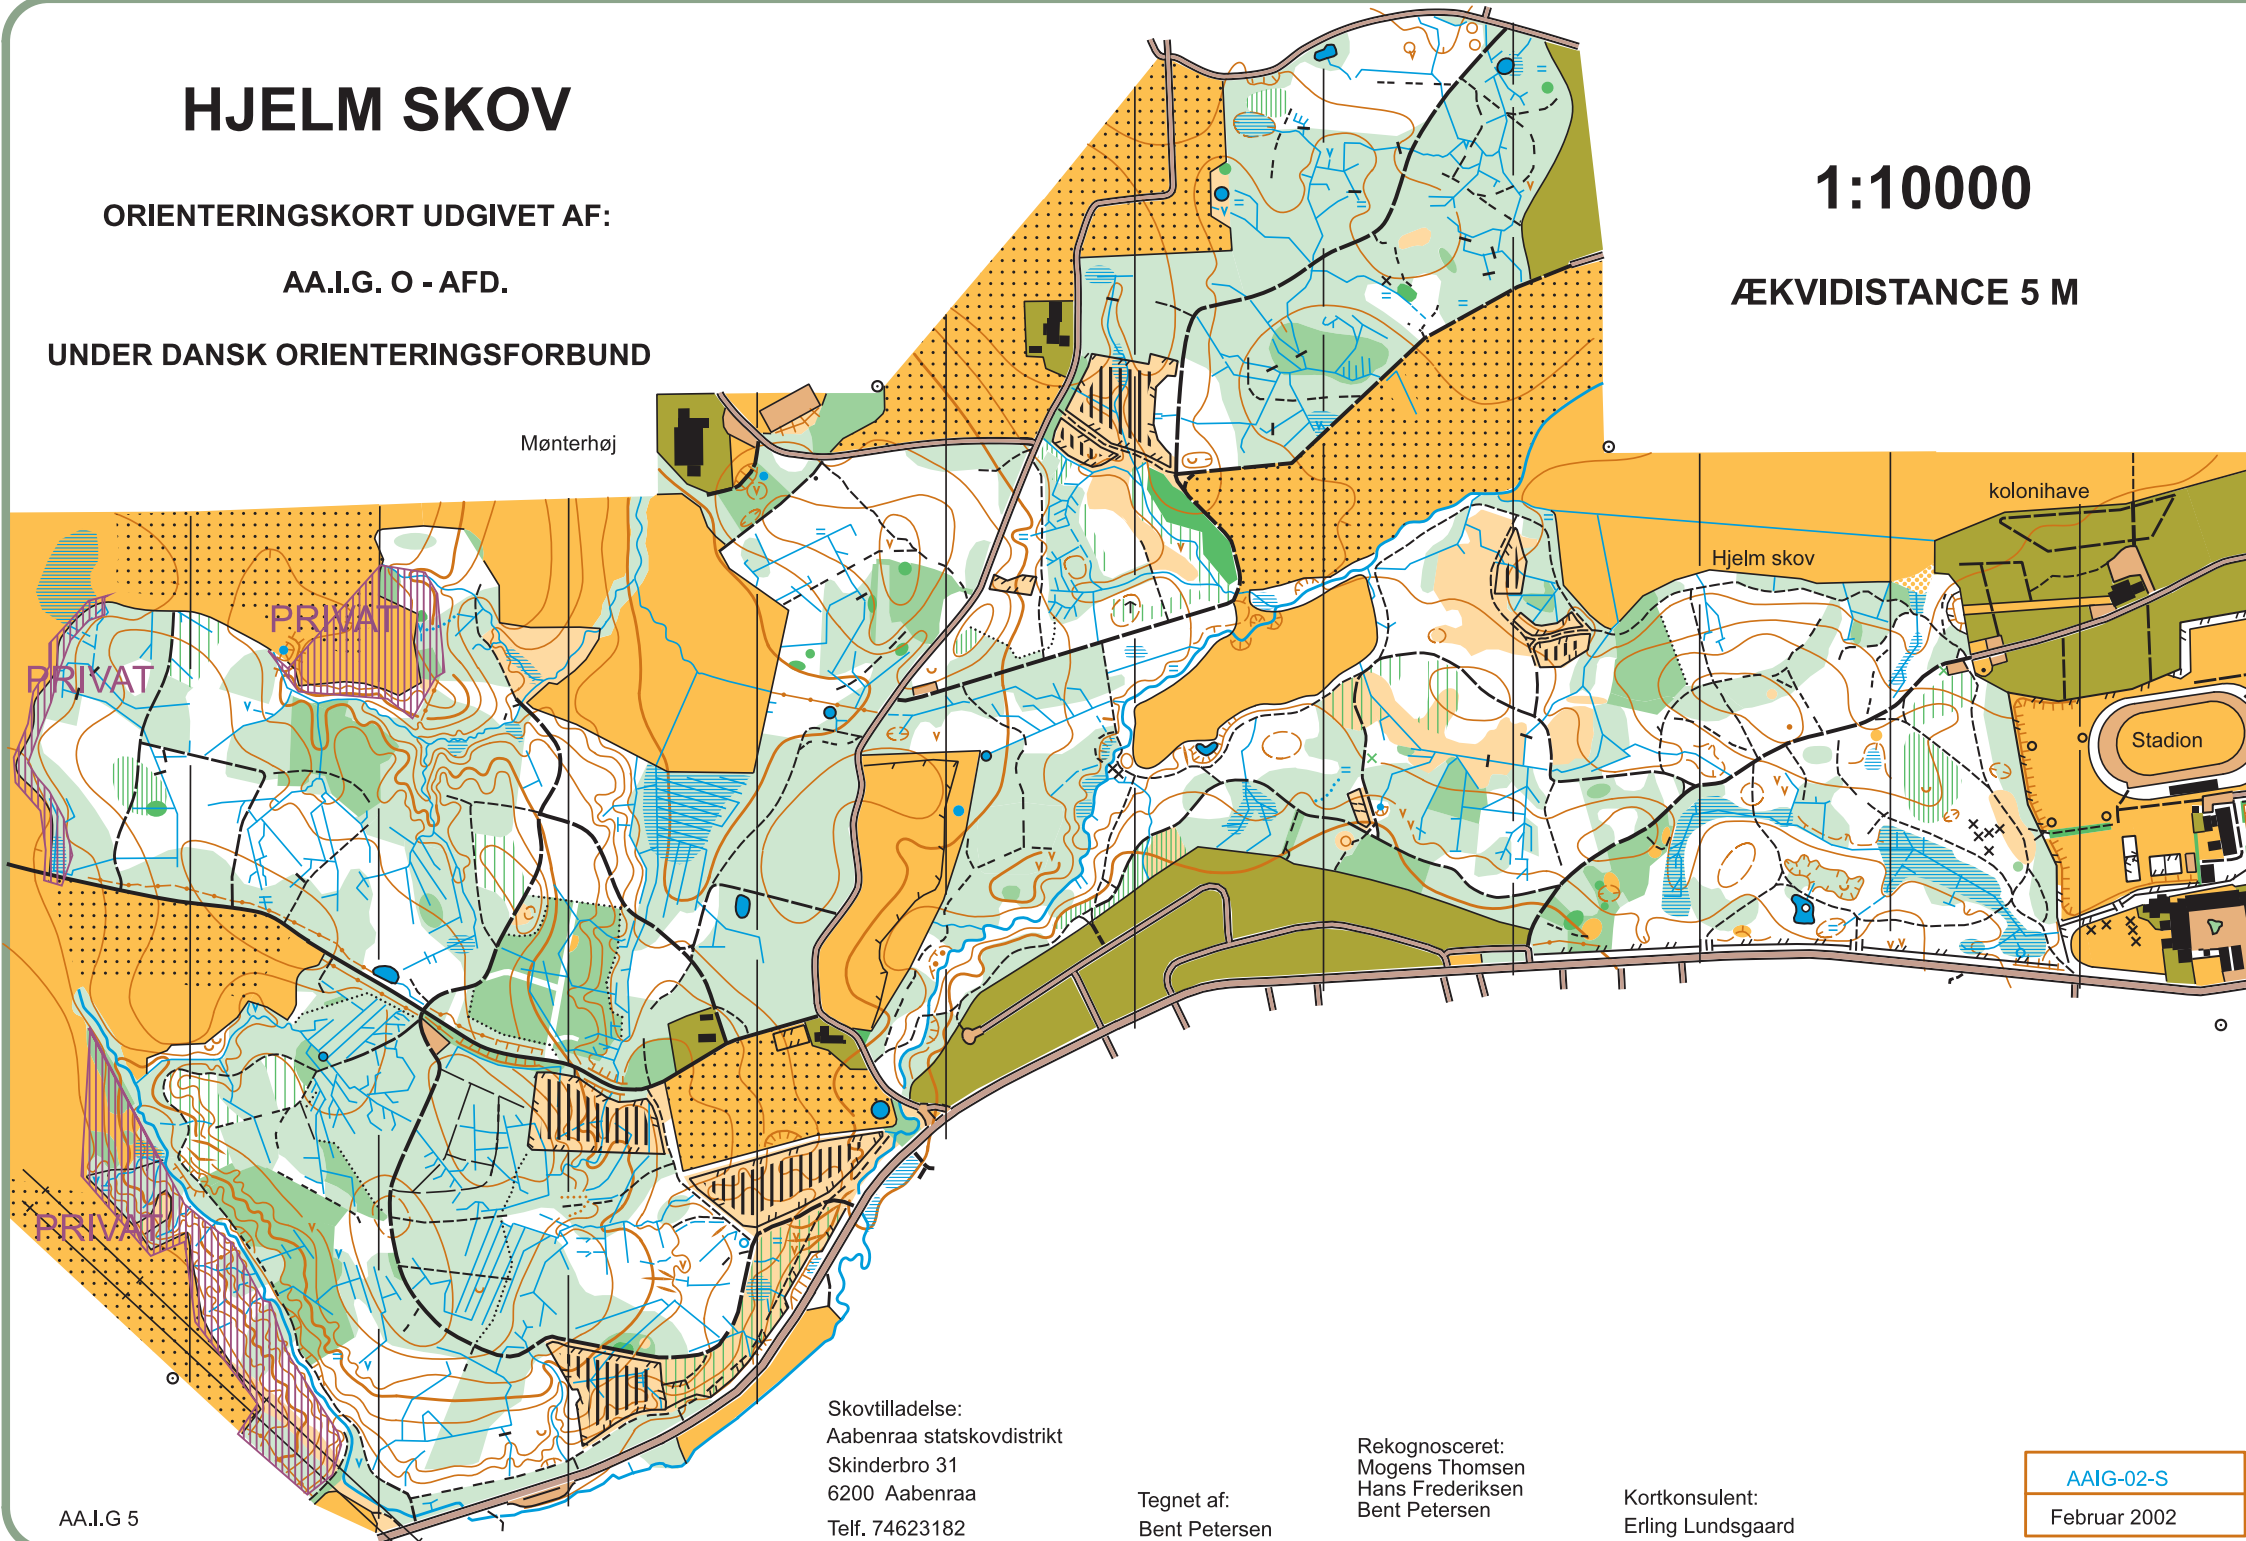 HJELM SKOV
ORIENTERINGSKORT UDGIVET AF:
AA.I.G. O - AFD.
UNDER DANSK ORIENTERINGSFORBUND
1:10000
ÆKVIDISTANCE 5 M
Mønterhøj
kolonihave
Hjelm skov
PRIVAT
PRIVAT
Stadion
PRIVAT
Skovtilladelse:
Aabenraa statskovdistrikt
Skinderbro 31
6200 Aabenraa
Telf. 74623182
Tegnet af:
Bent Petersen
Rekognosceret:
Mogens Thomsen
Hans Frederiksen
Bent Petersen
Kortkonsulent:
Erling Lundsgaard
AAIG-02-S
Februar 2002
AA.I.G 5